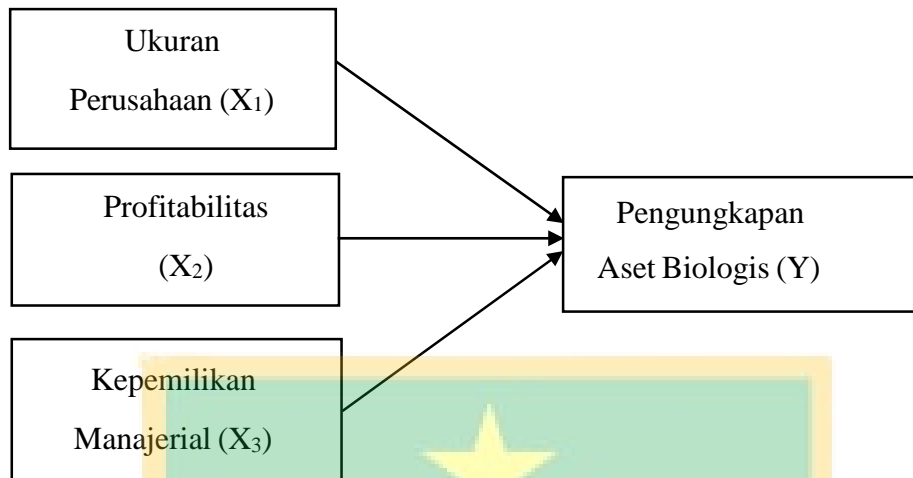 Ukuran
Perusahaan (X₁)
Profitabilitas
(X₂)
Kepemilikan
Manajerial (X₃)
Pengungkapan
Aset Biologis (Y)